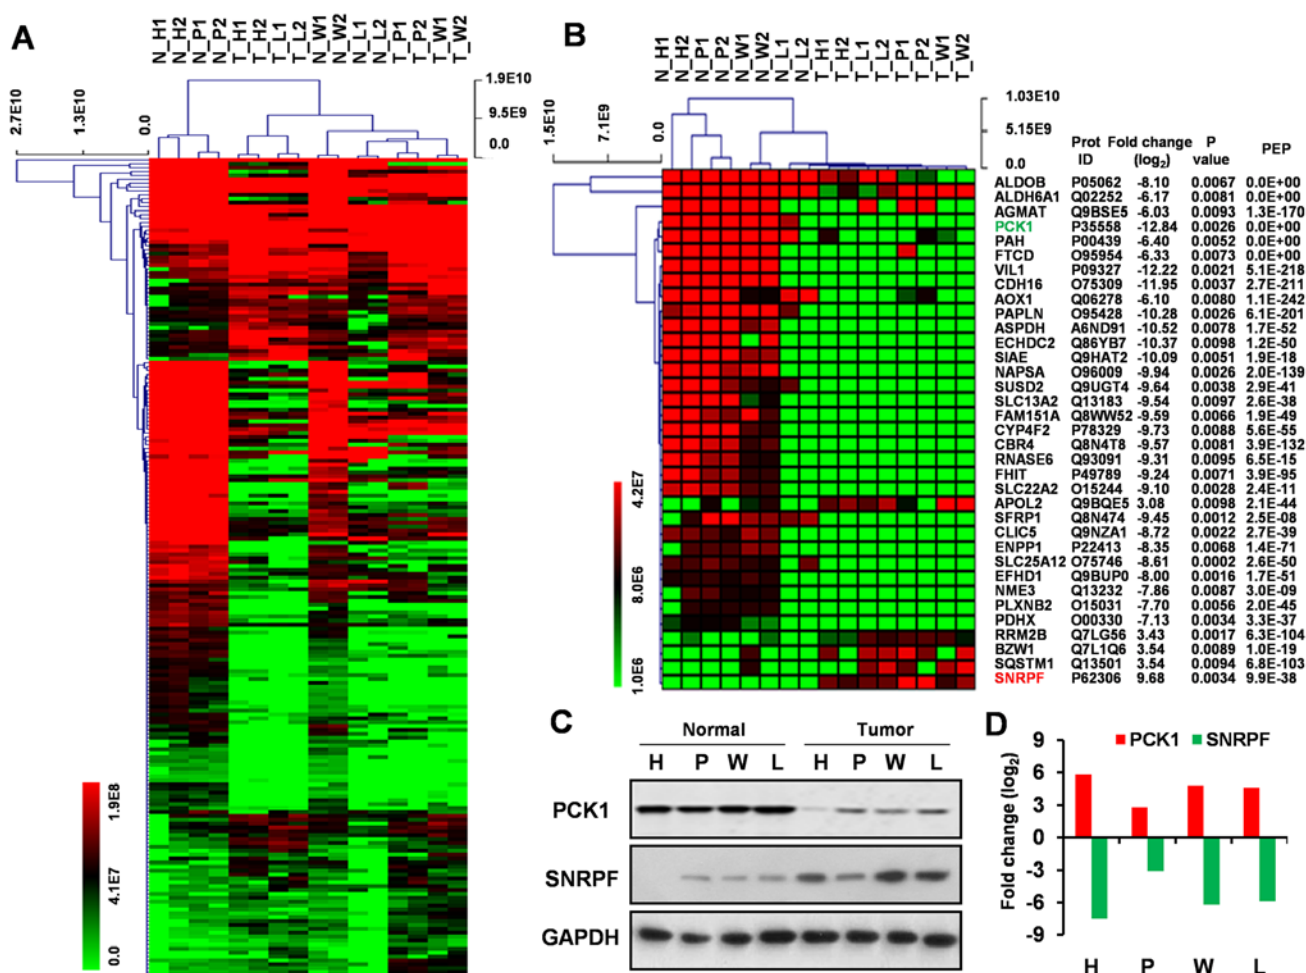 A
N_H1 N_H2 N_P1 N_P2 T_H1 T_H2 T_L1 T_L2 N_W1 N_W2 N_L1 N_L2 T_P1 T_P2 T_W1 T_W2
2.7E10 1.3E10 0.0
1.9E10
9.5E9
0.0
1.9E8
4.1E7
0.0
B
N_H1 N_H2 N_P1 N_P2 N_W1 N_W2 N_L1 N_L2 T_H1 T_H2 T_L1 T_L2 T_P1 T_P2 T_W1 T_W2
1.5E10 7.1E9 0.0
1.03E10
5.15E9
0.0
4.2E7
8.0E6
1.0E6
Prot Fold change P PEP
ID (log2) value
ALDOB P05062 -8.10 0.0067 0.0E+00
ALDH6A1 Q02252 -6.17 0.0081 0.0E+00
AGMAT Q9BSE5 -6.03 0.0093 1.3E-170
PCK1 P35558 -12.84 0.0026 0.0E+00
PAH P00439 -6.40 0.0052 0.0E+00
FTCD O95954 -6.33 0.0073 0.0E+00
VIL1 P09327 -12.22 0.0021 5.1E-218
CDH16 O75309 -11.95 0.0037 2.7E-211
AOX1 Q06278 -6.10 0.0080 1.1E-242
PAPLN O95428 -10.28 0.0026 6.1E-201
ASPDH A6ND91 -10.52 0.0078 1.7E-52
ECHDC2 Q86YB7 -10.37 0.0098 1.2E-50
SIAE Q9HAT2 -10.09 0.0051 1.9E-18
NAPSA O96009 -9.94 0.0026 2.0E-139
SUSD2 Q9UGT4 -9.64 0.0038 2.9E-41
SLC13A2 Q13183 -9.54 0.0097 2.6E-38
FAM151A Q8WW52 -9.59 0.0066 1.9E-49
CYP4F2 P78329 -9.73 0.0088 5.6E-55
CBR4 Q8N4T8 -9.57 0.0081 3.9E-132
RNASE6 Q93091 -9.31 0.0095 6.5E-15
FHIT P49789 -9.24 0.0071 3.9E-95
SLC22A2 O15244 -9.10 0.0028 2.4E-11
APOL2 Q9BQE5 3.08 0.0098 2.1E-44
SFRP1 Q8N474 -9.45 0.0012 2.5E-08
CLIC5 Q9NZA1 -8.72 0.0022 2.7E-39
ENPP1 P22413 -8.35 0.0068 1.4E-71
SLC25A12 O75746 -8.61 0.0002 2.6E-50
EFHD1 Q9BUP0 -8.00 0.0016 1.7E-51
NME3 Q13232 -7.86 0.0087 3.0E-09
PLXNB2 O15031 -7.70 0.0056 2.0E-45
PDHX O00330 -7.13 0.0034 3.3E-37
RRM2B Q7LG56 3.43 0.0017 6.3E-104
BZW1 Q7L1Q6 3.54 0.0089 1.0E-19
SQSTM1 Q13501 3.54 0.0094 6.8E-103
SNRPF P62306 9.68 0.0034 9.9E-38
C
Normal Tumor
H P W L H P W L
PCK1
SNRPF
GAPDH
D
PCK1 SNRPF
Fold change (log2)
9
6
3
0
-3
-6
-9
H P W L